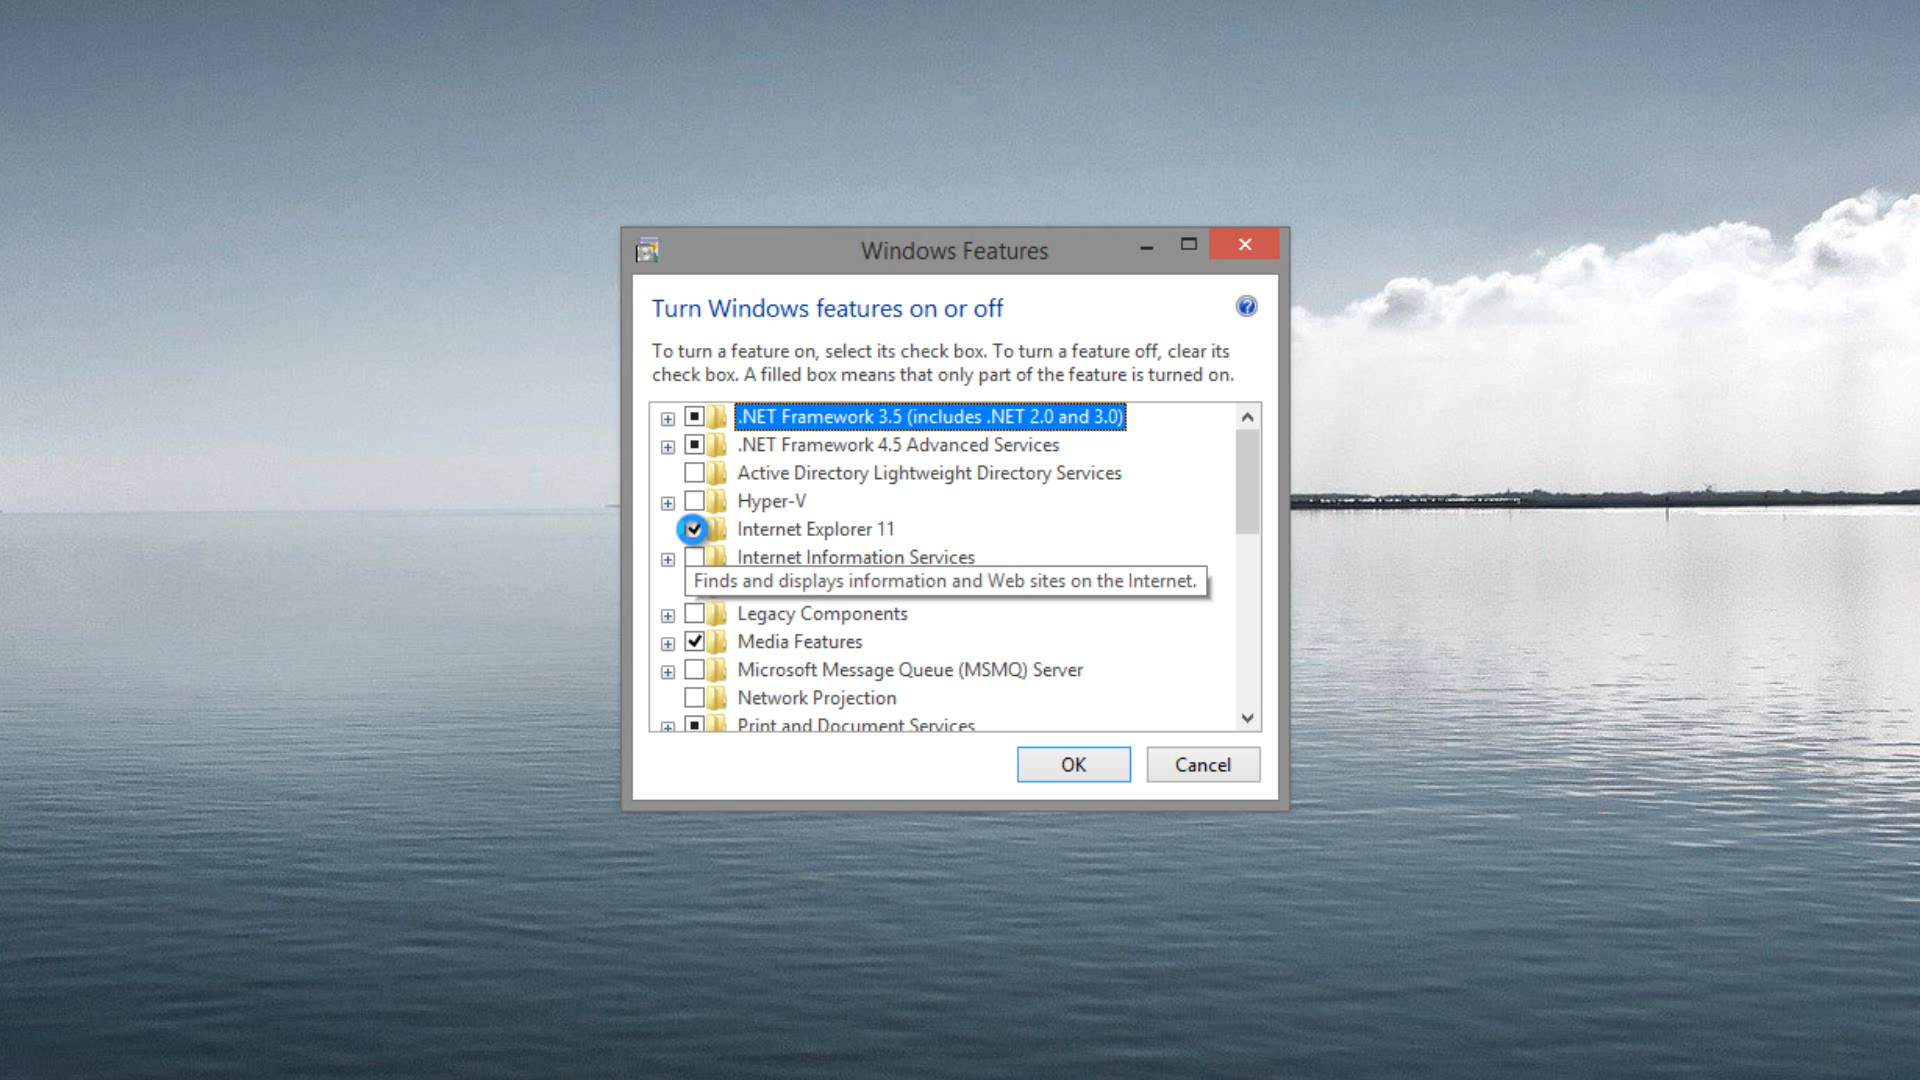 Windows Features
Turn Windows features on or off
To turn a feature on, select its check box. To turn a feature off, clear its
check box. A filled box means that only part of the feature is turned on.
.NET Framework 3.5 (includes .NET 2.0 and 3.0)
.NET Framework 4.5 Advanced Services
Active Directory Lightweight Directory Services
Hyper-V
Internet Explorer 11
Internet Information Services
Finds and displays information and Web sites on the Internet.
Legacy Components
Media Features
Microsoft Message Queue (MSMQ) Server
Network Projection
Print and Document Services
OK
Cancel